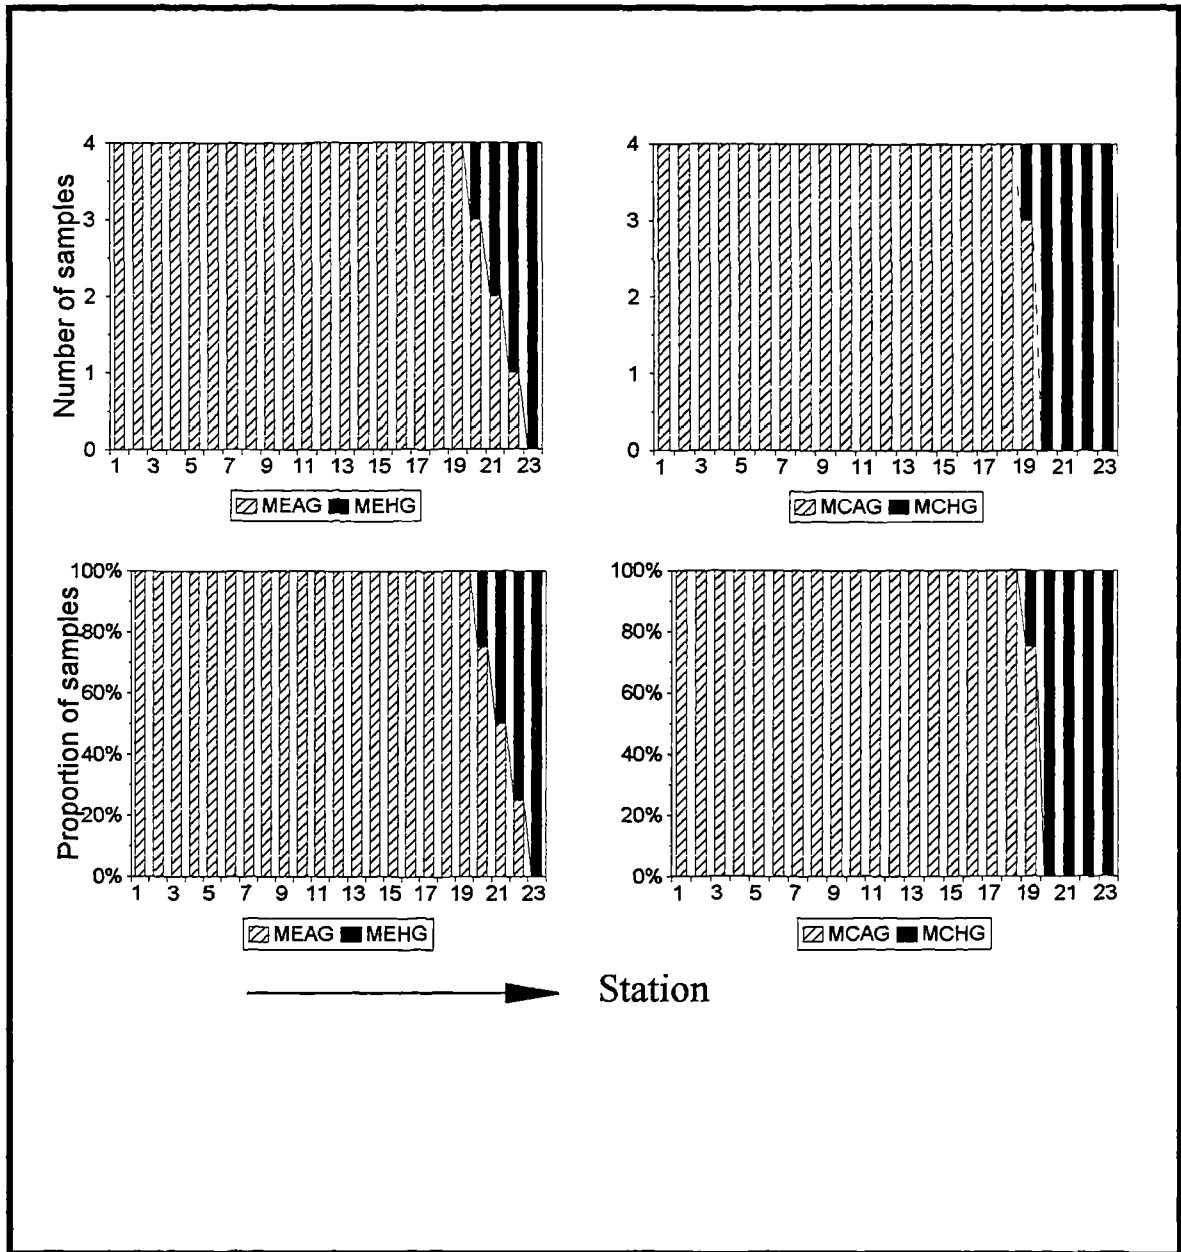 Number of samples
4
3
2
1
0
1 3 5 7 9 11 13 15 17 19 21 23
MEAG MEHG
4
3
2
1
0
1 3 5 7 9 11 13 15 17 19 21 23
MCAG MCHG
Proportion of samples
100%
80%
60%
40%
20%
0%
1 3 5 7 9 11 13 15 17 19 21 23
MEAG MEHG
100%
80%
60%
40%
20%
0%
1 3 5 7 9 11 13 15 17 19 21 23
MCAG MCHG
Station